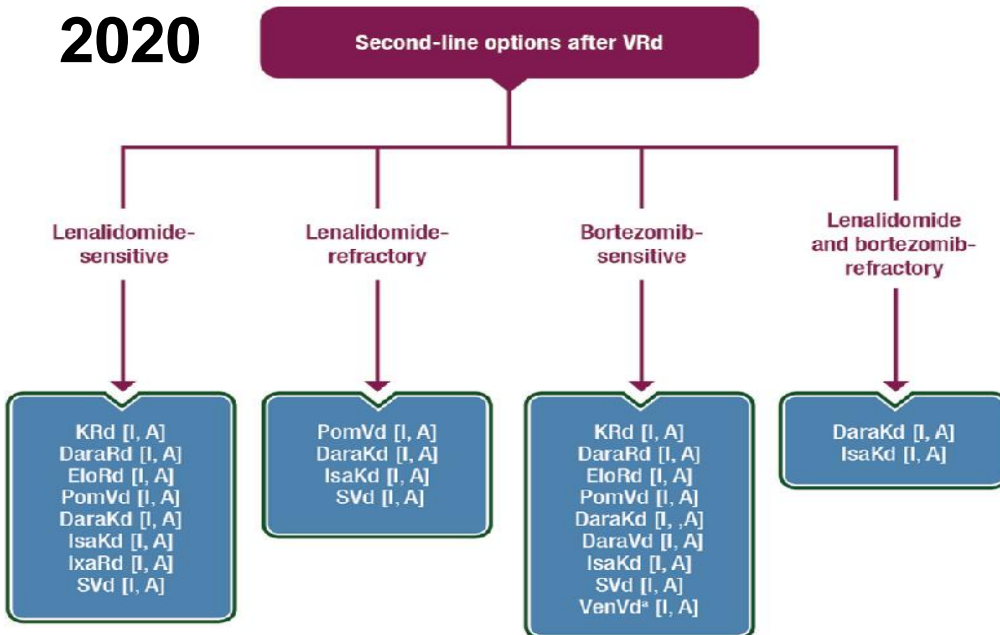 2020
Second-line options after VRd
Lenalidomide-
sensitive
Lenalidomide-
refractory
Bortezomib-
sensitive
Lenalidomide
and bortezomib-
refractory
KRd [I, A]
DaraRd [I, A]
EloRd [I, A]
PomVd [I, A]
DaraKd [I, A]
IsaKd [I, A]
IxaRd [I, A]
SVd [I, A]
PomVd [I, A]
DaraKd [I, A]
IsaKd [I, A]
SVd [I, A]
KRd [I, A]
DaraRd [I, A]
EloRd [I, A]
PomVd [I, A]
DaraKd [I, ,A]
DaraVd [I, A]
IsaKd [I, A]
SVd [I, A]
VenVdᵃ [I, A]
DaraKd [I, A]
IsaKd [I, A]